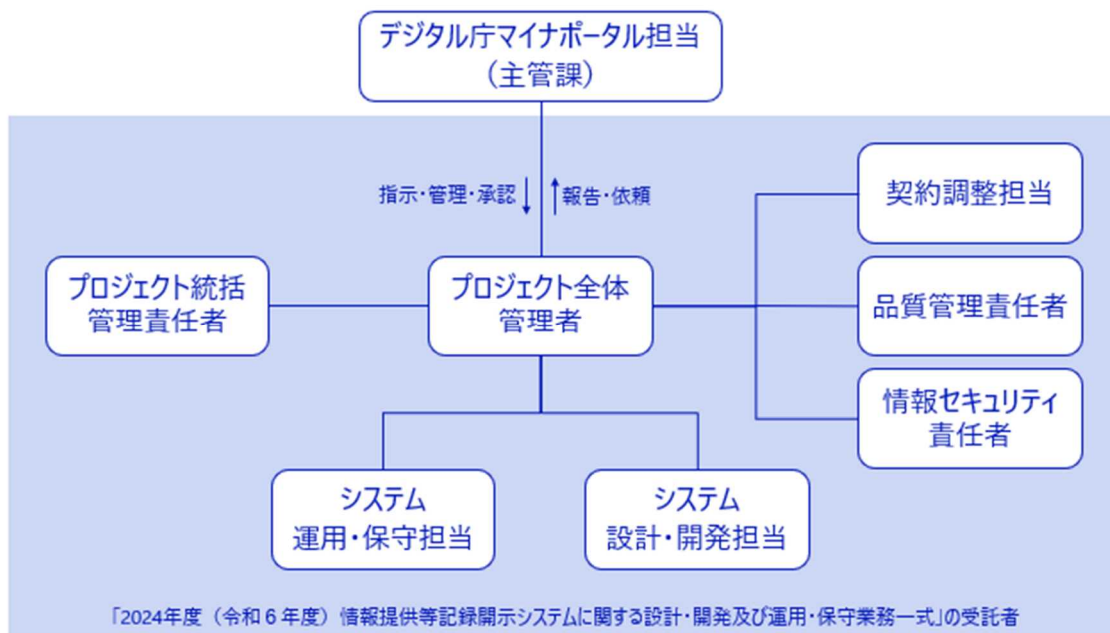 デジタル庁マイナポータル担当
（主管課）
指示・管理・承認
報告・依頼
契約調整担当
プロジェクト統括
管理責任者
プロジェクト全体
管理者
品質管理責任者
情報セキュリティ
責任者
システム
運用・保守担当
システム
設計・開発担当
「2024年度（令和６年度）情報提供等記録開示システムに関する設計・開発及び運用・保守業務一式」の受託者